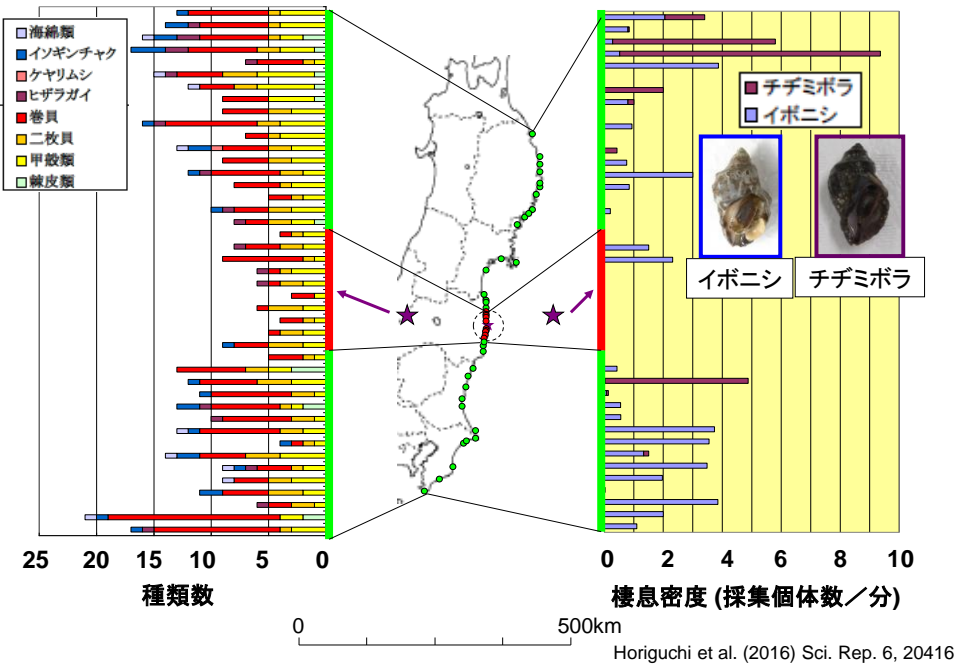 海綿類
イソギンチャク
ケヤリムシ
ヒザラガイ
巻貝
二枚貝
甲殻類
棘皮類
チヂミボラ
イボニシ
イボニシ
チヂミボラ
25 20 15 10 5 0
種類数
0 2 4 6 8 10
棲息密度 (採集個体数／分)
0 500km
Horiguchi et al. (2016) Sci. Rep. 6, 20416